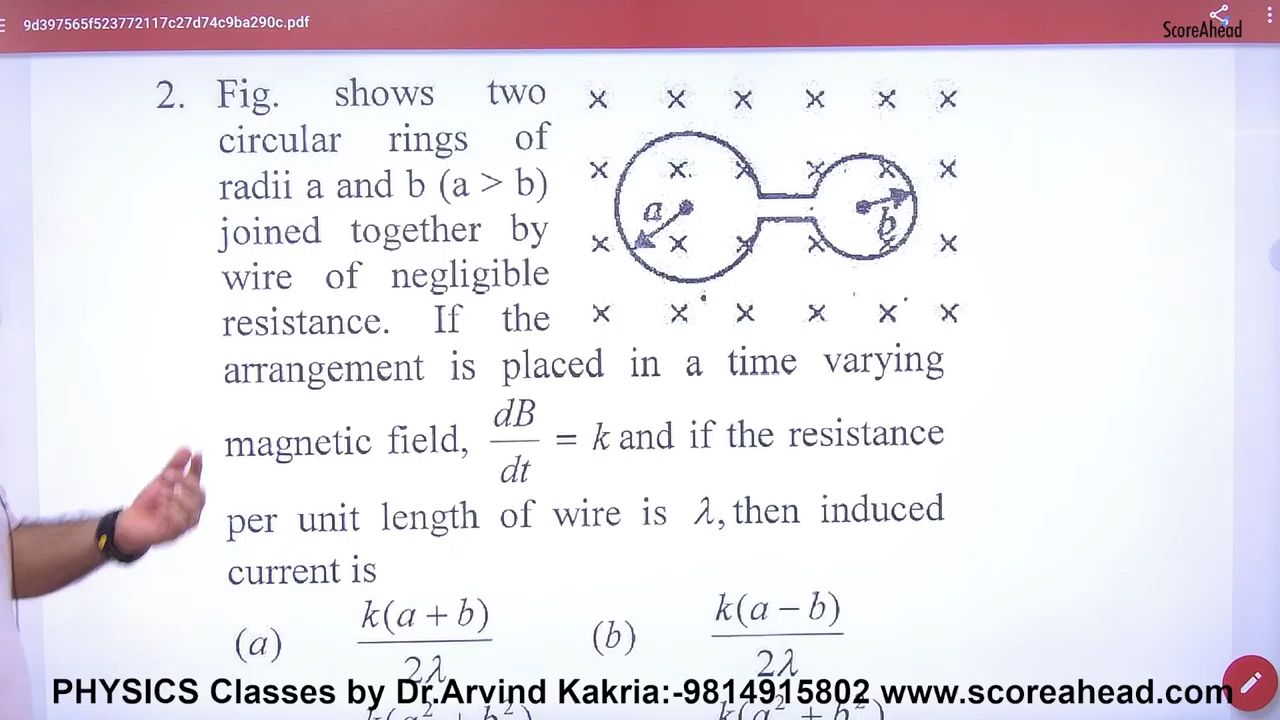 9d397565f523772117c27d74c9ba290c.pdf
ScoreAhead
2. Fig. shows two
circular rings of
radii a and b (a > b)
joined together by
wire of negligible
resistance. If the
arrangement is placed in a time varying
magnetic field, dB/dt = k and if the resistance
per unit length of wire is λ, then induced
current is
(a) k(a + b)/2λ (b) k(a − b)/2λ
a
b
PHYSICS Classes by Dr.Arvind Kakria:-9814915802 www.scoreahead.com